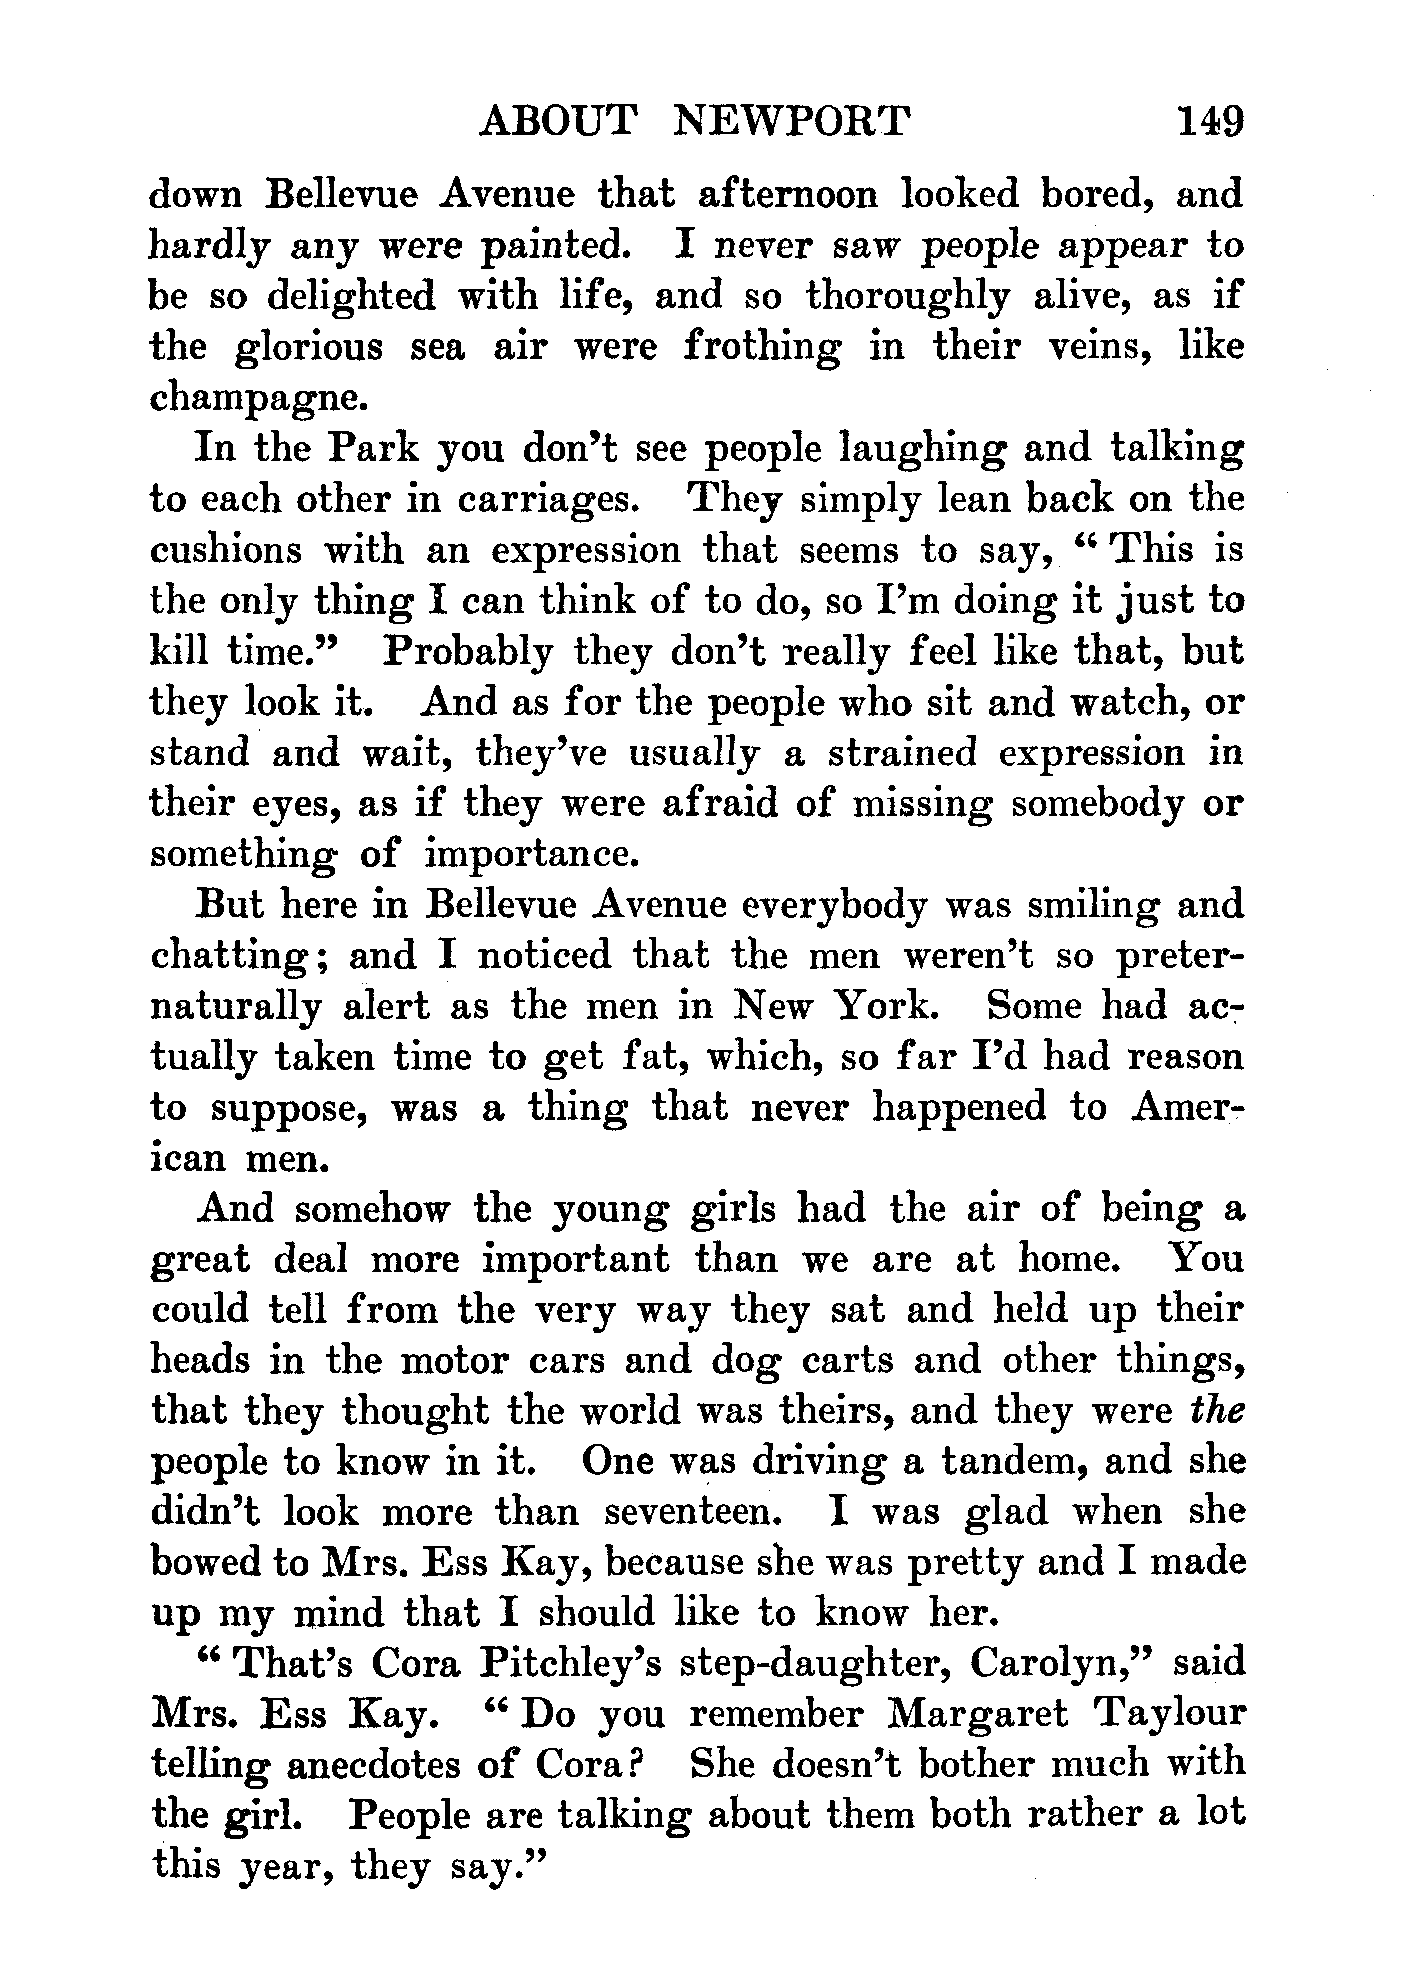 ABOUT NEWPORT 149
down Bellevue Avenue that afternoon looked bored, and
hardly any were painted. I never saw people appear to
be so delighted with life, and so thoroughly alive, as if
the glorious sea air were frothing in their veins, like
champagne.
In the Park you don't see people laughing and talking
to each other in carriages. They simply lean back on the
cushions with an expression that seems to say, “ This is
the only thing I can think of to do, so I'm doing it just to
kill time.” Probably they don't really feel like that, but
they look it. And as for the people who sit and watch, or
stand and wait, they've usually a strained expression in
their eyes, as if they were afraid of missing somebody or
something of importance.
But here in Bellevue Avenue everybody was smiling and
chatting; and I noticed that the men weren't so preter-
naturally alert as the men in New York. Some had ac-
tually taken time to get fat, which, so far I'd had reason
to suppose, was a thing that never happened to Amer-
ican men.
And somehow the young girls had the air of being a
great deal more important than we are at home. You
could tell from the very way they sat and held up their
heads in the motor cars and dog carts and other things,
that they thought the world was theirs, and they were the
people to know in it. One was driving a tandem, and she
didn't look more than seventeen. I was glad when she
bowed to Mrs. Ess Kay, because she was pretty and I made
up my mind that I should like to know her.
“ That's Cora Pitchley's step-daughter, Carolyn,” said
Mrs. Ess Kay. “ Do you remember Margaret Taylour
telling anecdotes of Cora? She doesn't bother much with
the girl. People are talking about them both rather a lot
this year, they say.”